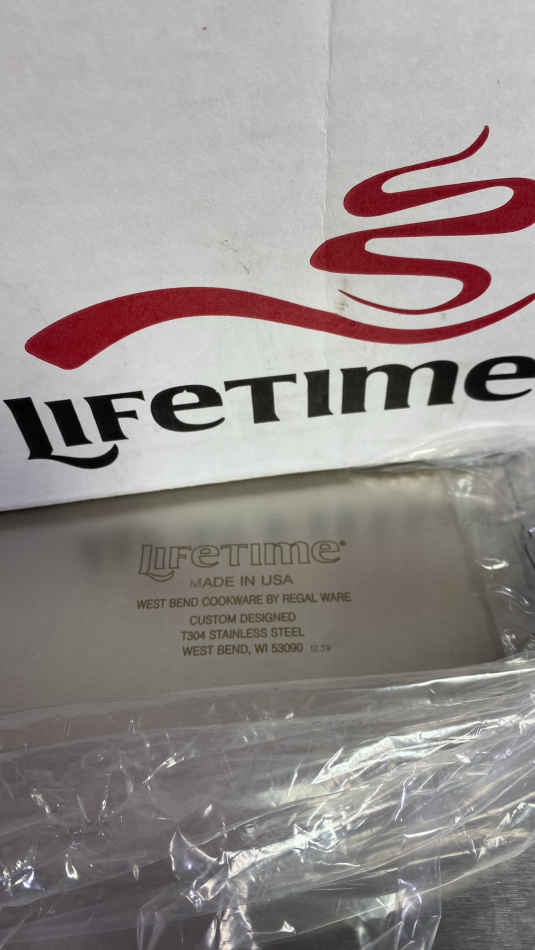 LIFETIME
LIFETIME®
MADE IN USA
WEST BEND COOKWARE BY REGAL WARE
CUSTOM DESIGNED
T304 STAINLESS STEEL
WEST BEND, WI 53090